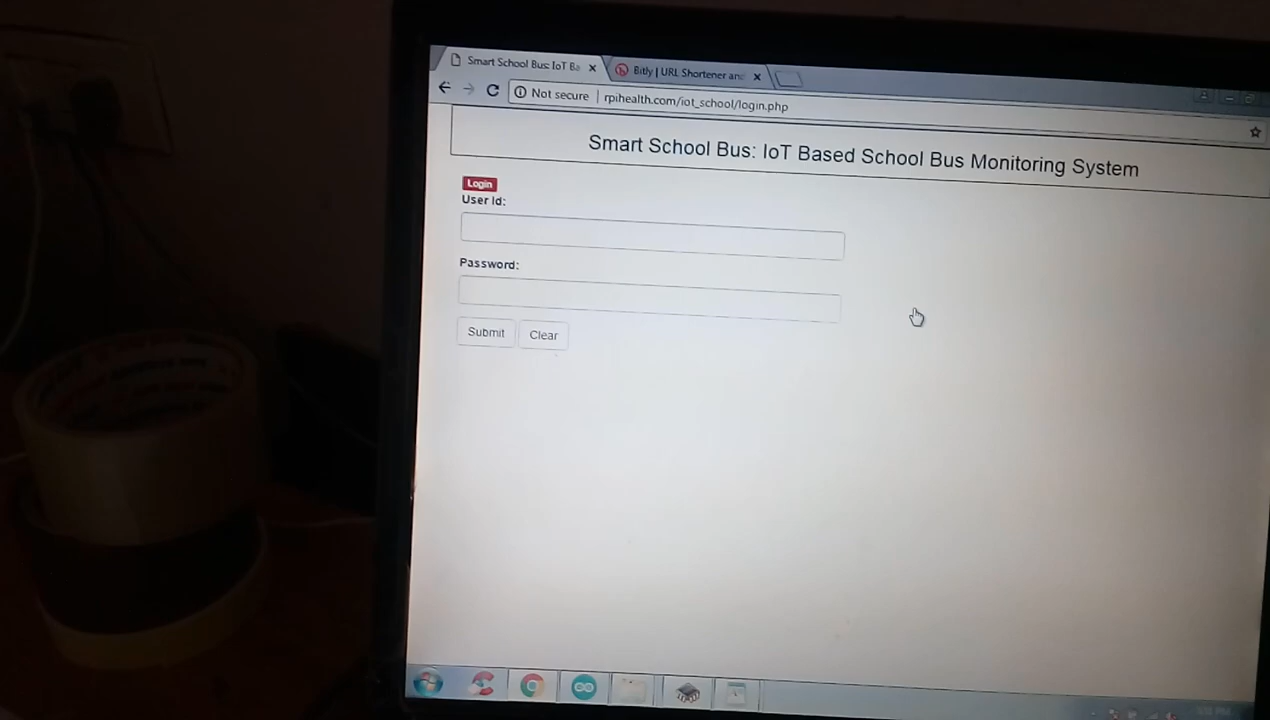 Smart School Bus: IoT Ba
Bitly | URL Shortener and
Not secure | rpihealth.com/iot_school/login.php
Smart School Bus: IoT Based School Bus Monitoring System
Login
User Id:
Password:
Submit
Clear